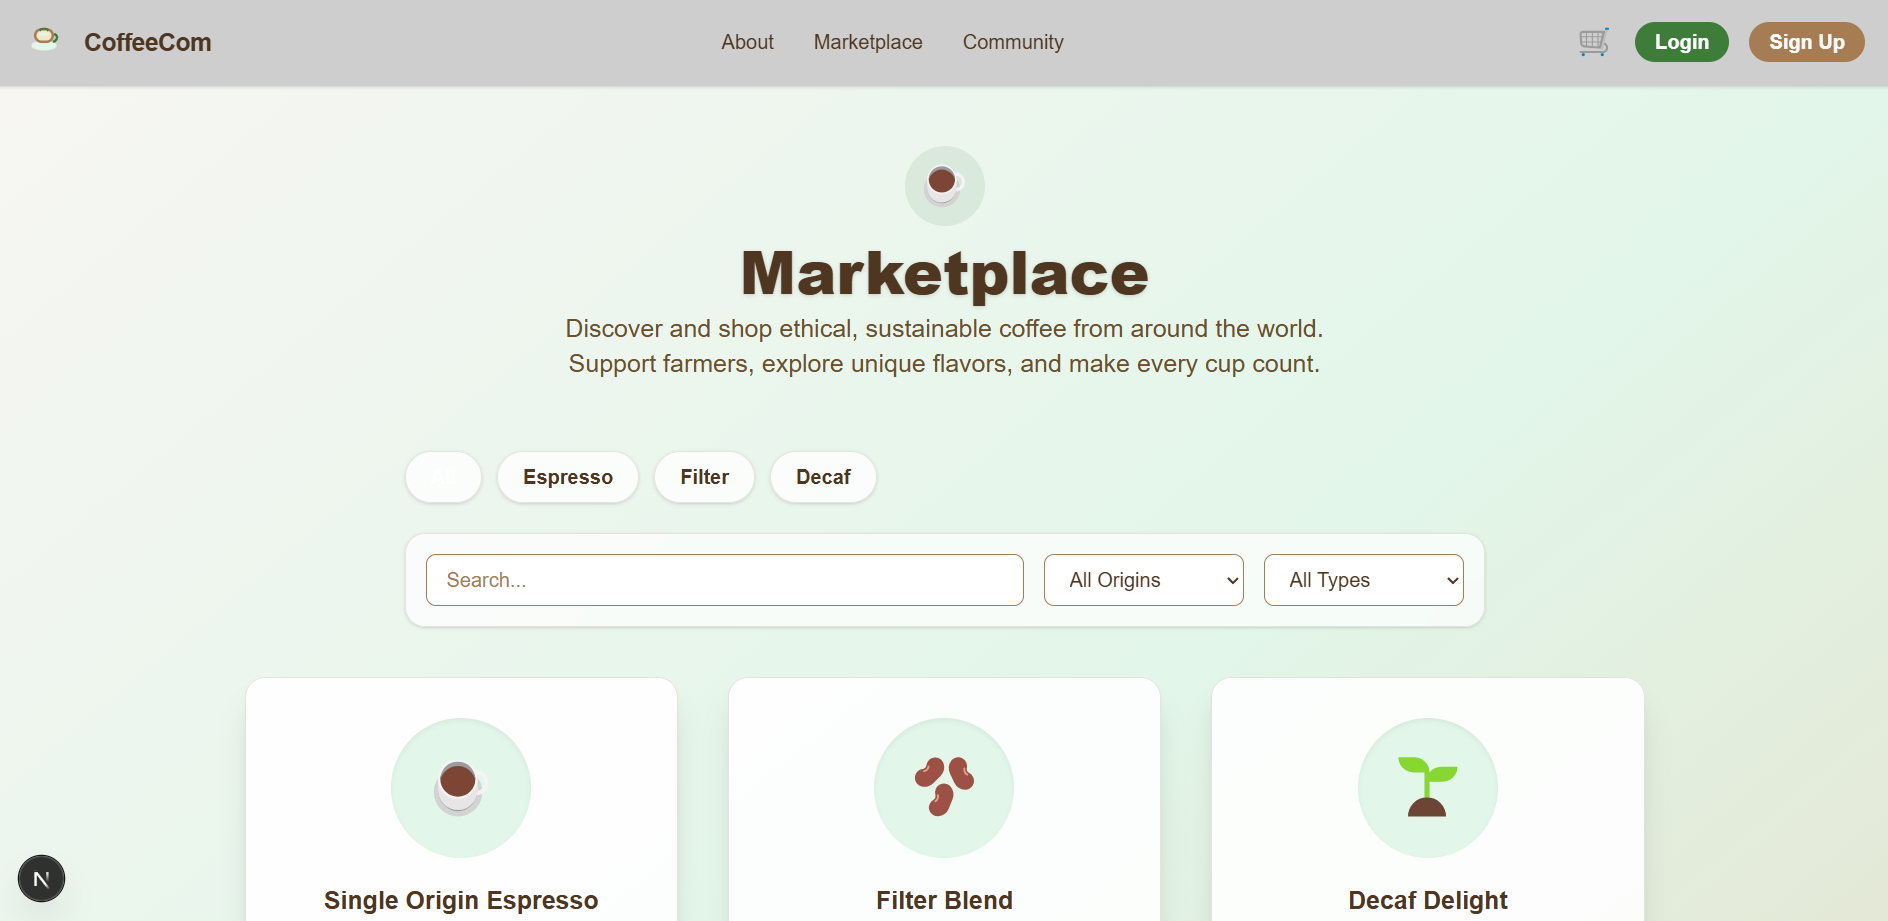 CoffeeCom
About
Marketplace
Community
Login
Sign Up
Marketplace
Discover and shop ethical, sustainable coffee from around the world.
Support farmers, explore unique flavors, and make every cup count.
All
Espresso
Filter
Decaf
Search...
All Origins
All Types
Single Origin Espresso
Filter Blend
Decaf Delight
N